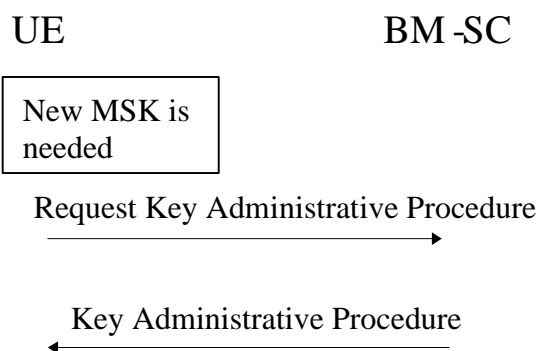 UE BM-SC
New MSK is
needed
Request Key Administrative Procedure
Key Administrative Procedure